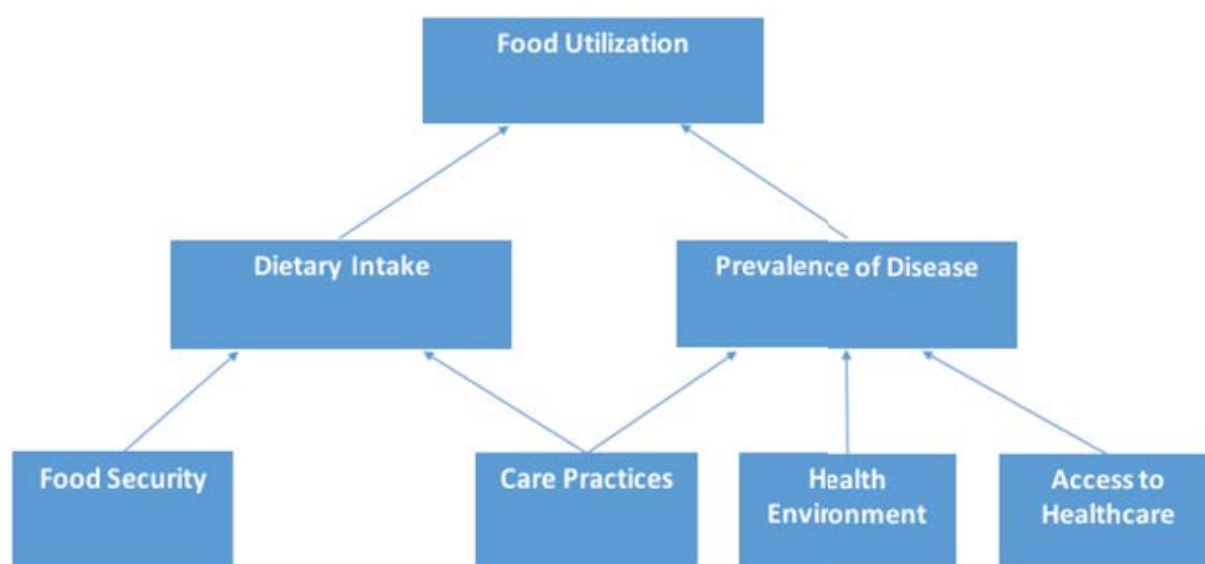 Food Utilization
Dietary Intake
Prevalence of Disease
Food Security
Care Practices
Health
Environment
Access to
Healthcare